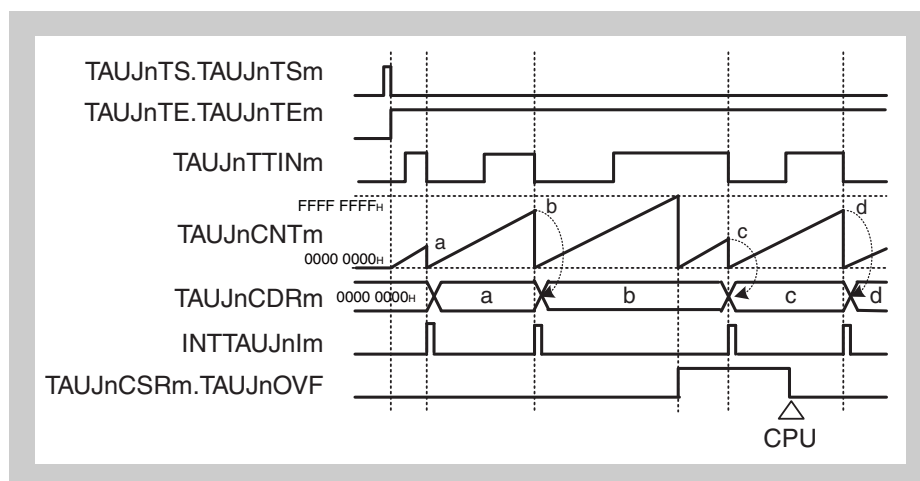 TAUJnTS.TAUJnTSm
TAUJnTE.TAUJnTEm
TAUJnTTINm
FFFF FFFFH
TAUJnCNTm
0000 0000H
a
b
c
d
TAUJnCDRm
0000 0000H
a
b
c
d
INTTAUJnIm
TAUJnCSRm.TAUJnOVF
CPU